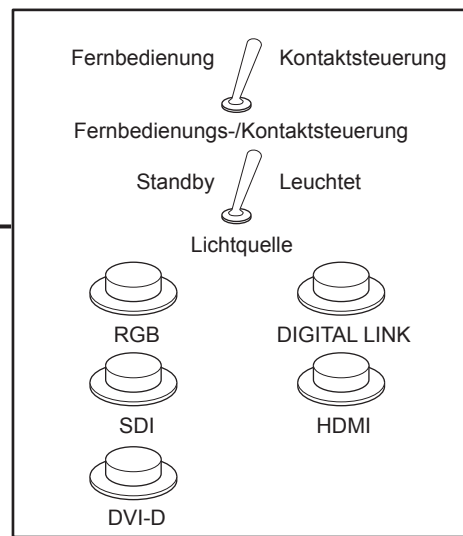 Fernbedienung Kontaktsteuerung
Fernbedienungs-/Kontaktsteuerung
Standby Leuchtet
Lichtquelle
RGB DIGITAL LINK
SDI HDMI
DVI-D